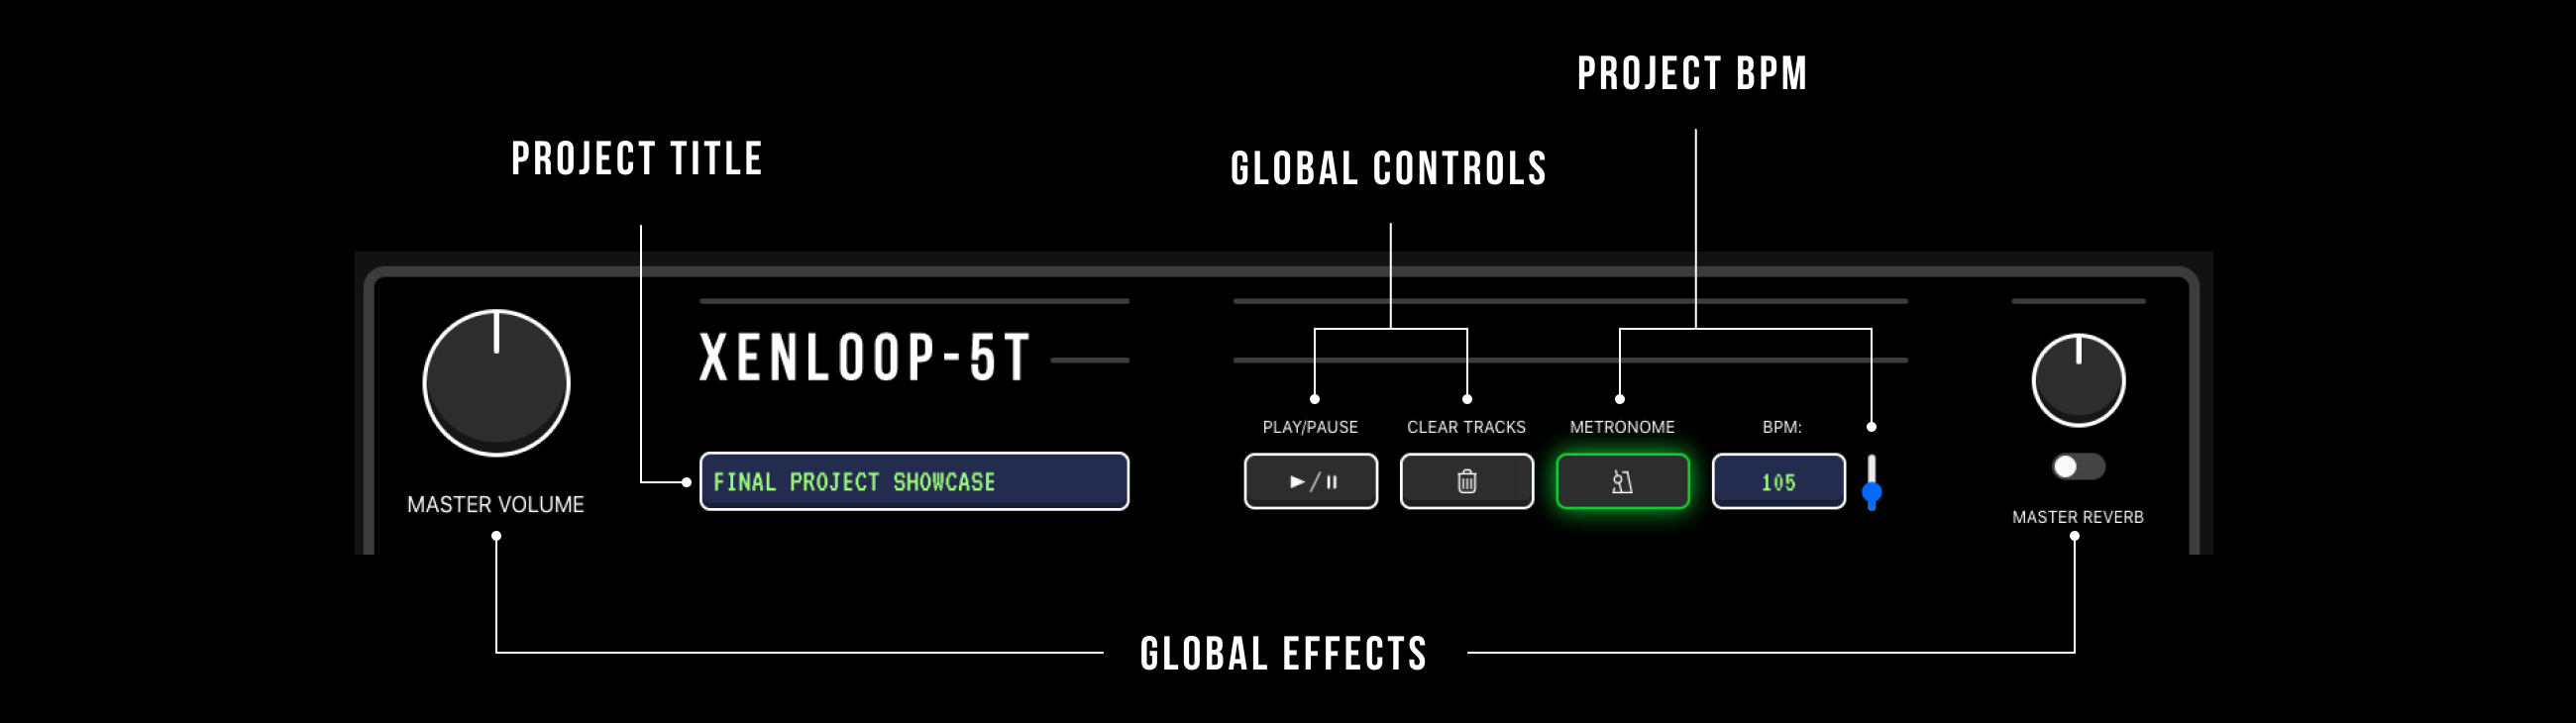 PROJECT BPM
PROJECT TITLE
GLOBAL CONTROLS
XENLOOP-5T
PLAY/PAUSE
CLEAR TRACKS
METRONOME
BPM:
FINAL PROJECT SHOWCASE
105
MASTER VOLUME
MASTER REVERB
GLOBAL EFFECTS